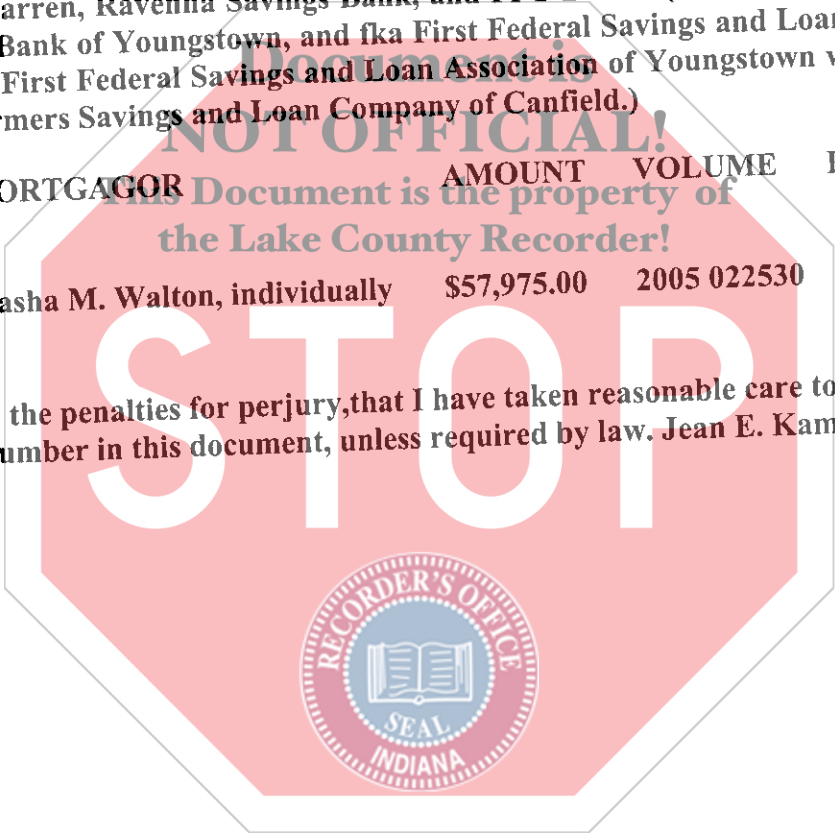 arren, Ravenna Savings Bank, and
Bank of Youngstown, and fka First Federal Savings and Loan
First Federal Savings and Loan Association of Youngstown
mers Savings and Loan Company of Canfield.)
Document is
NOT OFFICIAL!
This Document is the property of
the Lake County Recorder!
ORTGAGOR AMOUNT VOLUME
asha M. Walton, individually $57,975.00 2005 022530
STOP
the penalties for perjury,that I have taken reasonable care to
umber in this document, unless required by law. Jean E. Kam
RECORDER'S OFFICE
SEAL
INDIANA